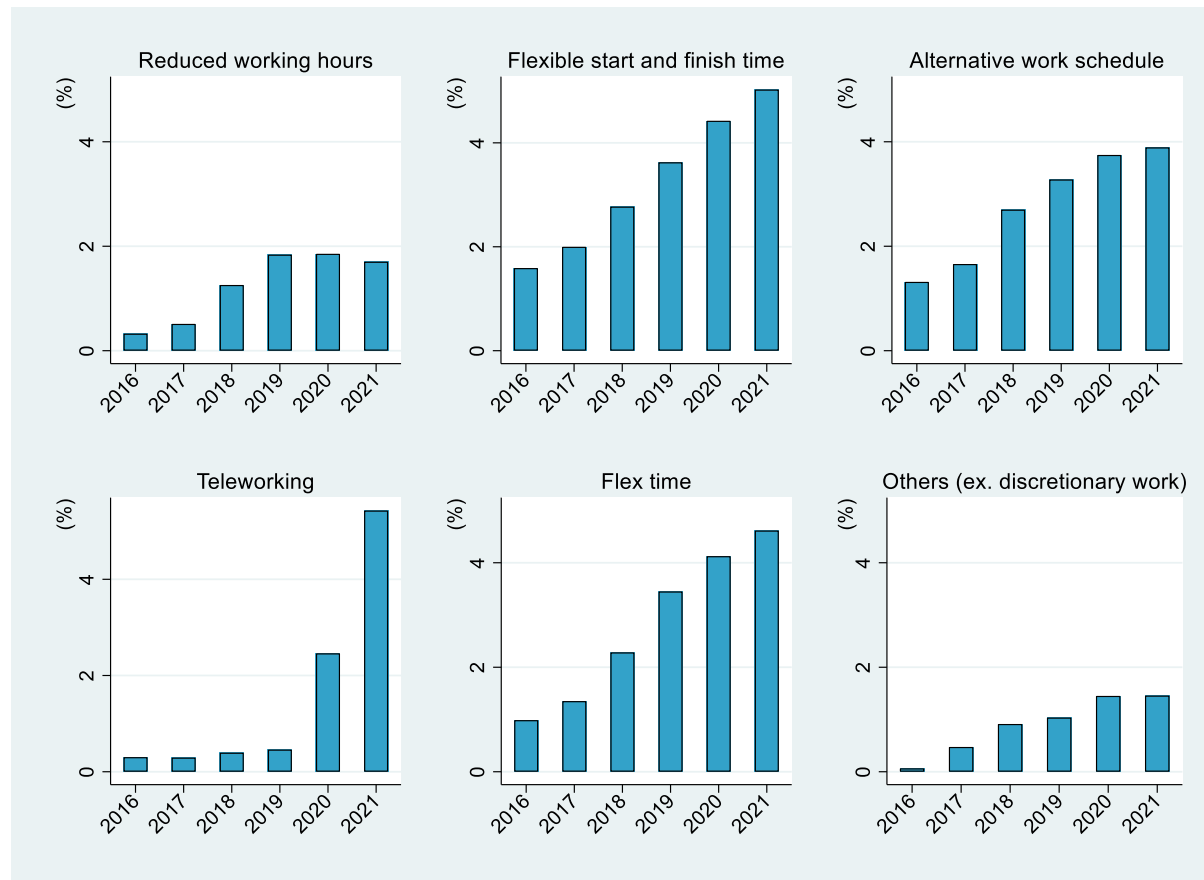 Reduced working hours
(%)
4
2
0
2016 2017 2018 2019 2020 2021
Flexible start and finish time
(%)
4
2
0
2016 2017 2018 2019 2020 2021
Alternative work schedule
(%)
4
2
0
2016 2017 2018 2019 2020 2021
Teleworking
(%)
4
2
0
2016 2017 2018 2019 2020 2021
Flex time
(%)
4
2
0
2016 2017 2018 2019 2020 2021
Others (ex. discretionary work)
(%)
4
2
0
2016 2017 2018 2019 2020 2021